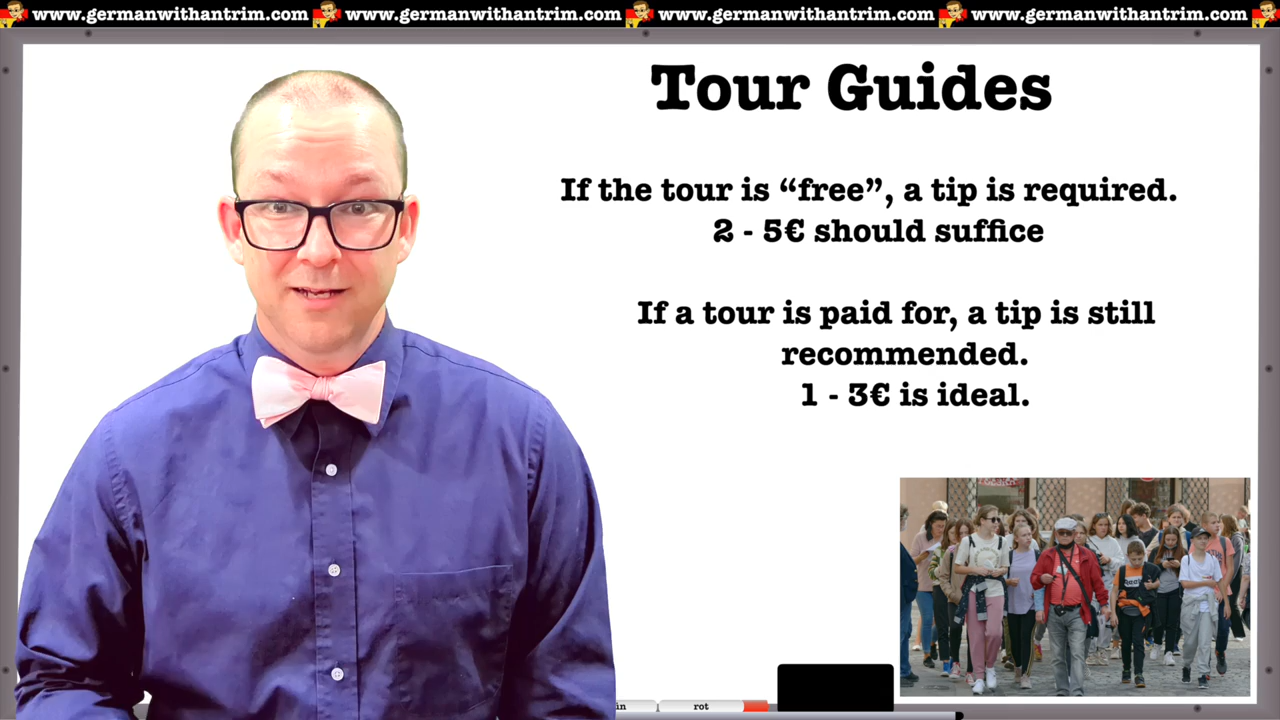 www.germanwithantrim.com www.germanwithantrim.com www.germanwithantrim.com www.germanwithantrim.com
Tour Guides
If the tour is “free”, a tip is required.
2 - 5€ should suffice
If a tour is paid for, a tip is still
recommended.
1 - 3€ is ideal.
in rot